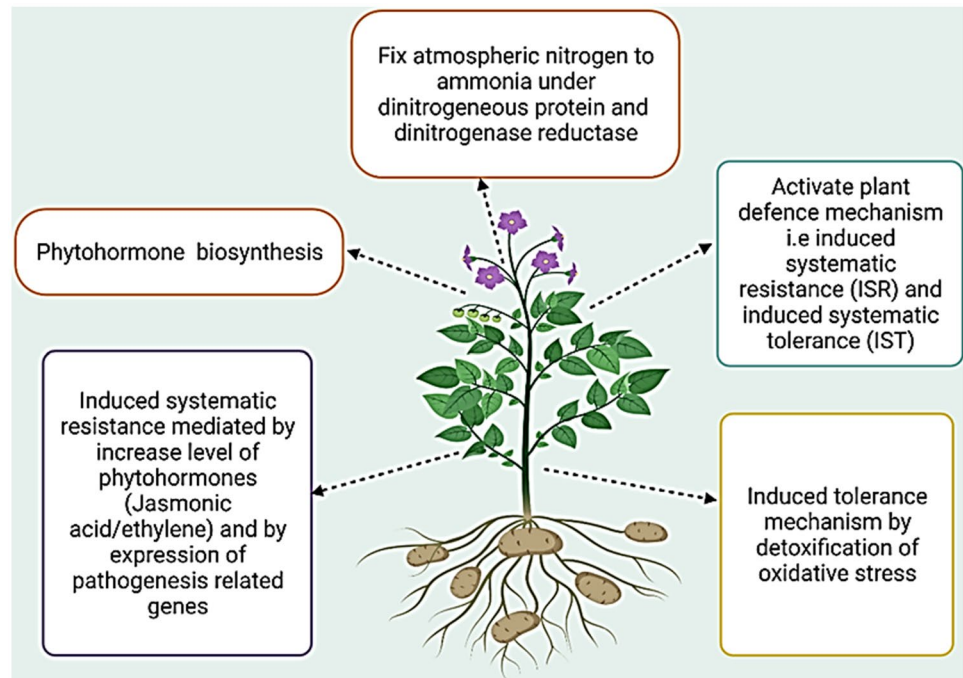 Fix atmospheric nitrogen to
ammonia under
dinitrogeneous protein and
dinitrogenase reductase
Phytohormone biosynthesis
Activate plant
defence mechanism
i.e induced
systematic
resistance (ISR) and
induced systematic
tolerance (IST)
Induced systematic
resistance mediated by
increase level of
phytohormones
(Jasmonic
acid/ethylene) and by
expression of
pathogenesis related
genes
Induced tolerance
mechanism by
detoxification of
oxidative stress